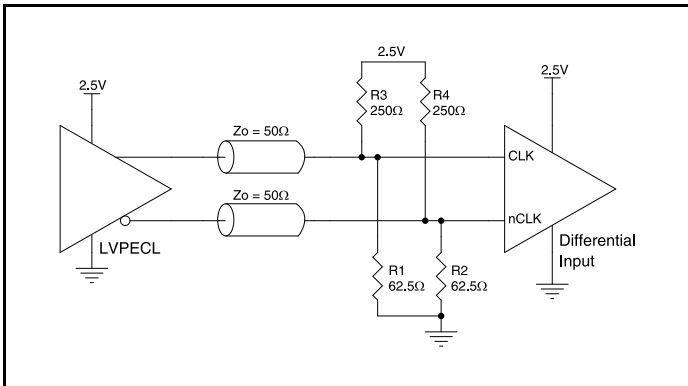 2.5V
2.5V
2.5V
R3
250Ω
R4
250Ω
Zo = 50Ω
CLK
Zo = 50Ω
nCLK
LVPECL
Differential
Input
R1
62.5Ω
R2
62.5Ω